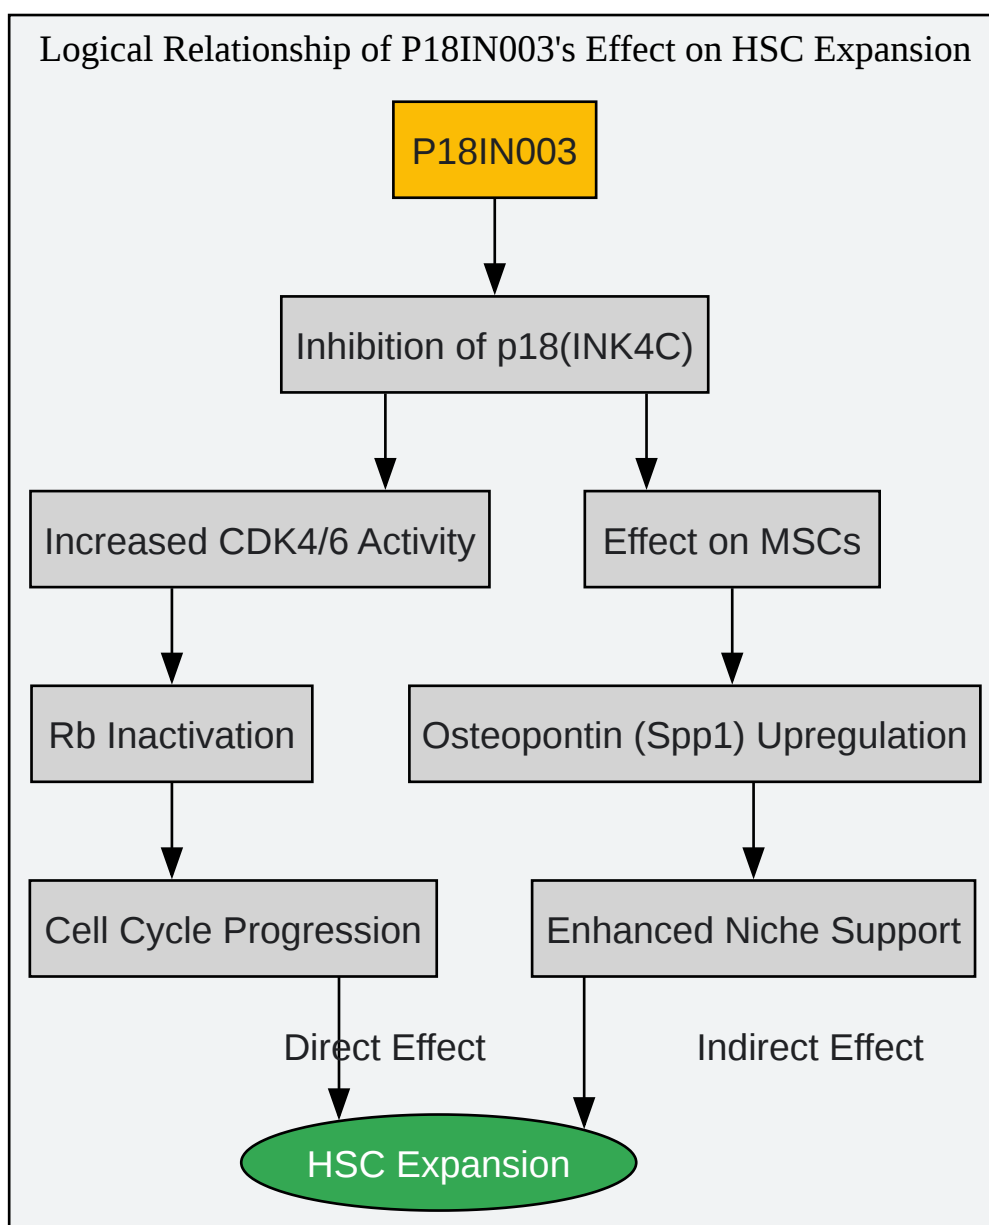 Logical Relationship of P18IN003's Effect on HSC Expansion
P18IN003
Inhibition of p18(INK4C)
Increased CDK4/6 Activity
Effect on MSCs
Rb Inactivation
Osteopontin (Spp1) Upregulation
Cell Cycle Progression
Enhanced Niche Support
Direct Effect
Indirect Effect
HSC Expansion